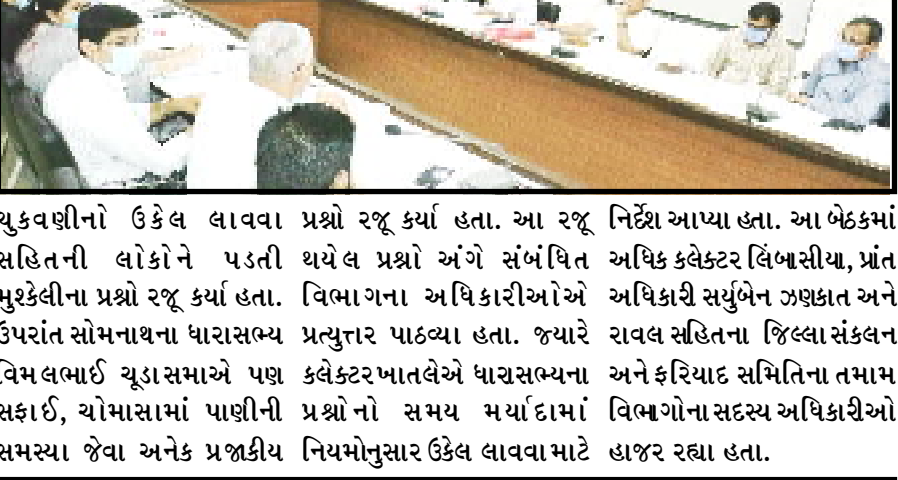 ચુકવણીનો ઉકેલ લાવવા
સહિતની લોકોને પડતી
મુશ્કેલીના પ્રશ્નો રજૂ કર્યા હતા.
ઉપરાંત સોમનાથના ધારાસભ્ય
વિમલભાઈ ચૂડાસમાએ પણ
સફાઈ, ચોમાસામાં પાણીની
સમસ્યા જેવા અનેક પ્રજાકીય
પ્રશ્નો રજૂ કર્યા હતા. આ રજૂ
થયેલ પ્રશ્નો અંગે સંબંધિત
વિભાગના અધિકારીઓએ
પ્રત્યુત્તર પાઠવ્યા હતા. જ્યારે
કલેક્ટર ખાતલેએ ધારાસભ્યના
પ્રશ્નોનો સમય મર્યાદામાં
નિયમોનુસાર ઉકેલ લાવવા માટે
નિર્દેશ આપ્યા હતા. આ બેઠકમાં
અધિક કલેક્ટર લિંબાસીયા, પ્રાંત
અધિકારી સર્યુબેન ઝણકાત અને
રાવલ સહિતના જિલ્લા સંકલન
અને ફરિયાદ સમિતિના તમામ
વિભાગોના સદસ્ય અધિકારીઓ
હાજર રહ્યા હતા.